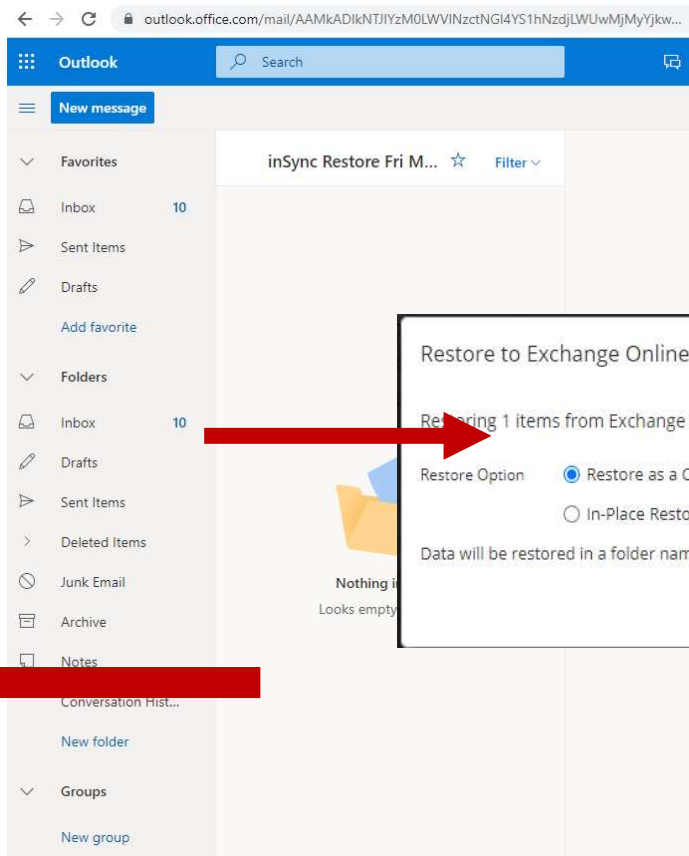 outlook.office.com/mail/AAMkADIkNTJlYzM0LWVlNzctNGI4YS1hNzdjLWUwMjMyYjkw...
Outlook
Search
New message
Favorites
inSync Restore Fri M...
Filter
Inbox 10
Sent Items
Drafts
Add favorite
Folders
Inbox 10
Drafts
Sent Items
Deleted Items
Junk Email
Archive
Notes
Conversation Hist...
New folder
Groups
New group
Nothing i
Looks empty
Restore to Exchange Online
Restoring 1 items from Exchange
Restore Option
Restore as a C
In-Place Resto
Data will be restored in a folder nam